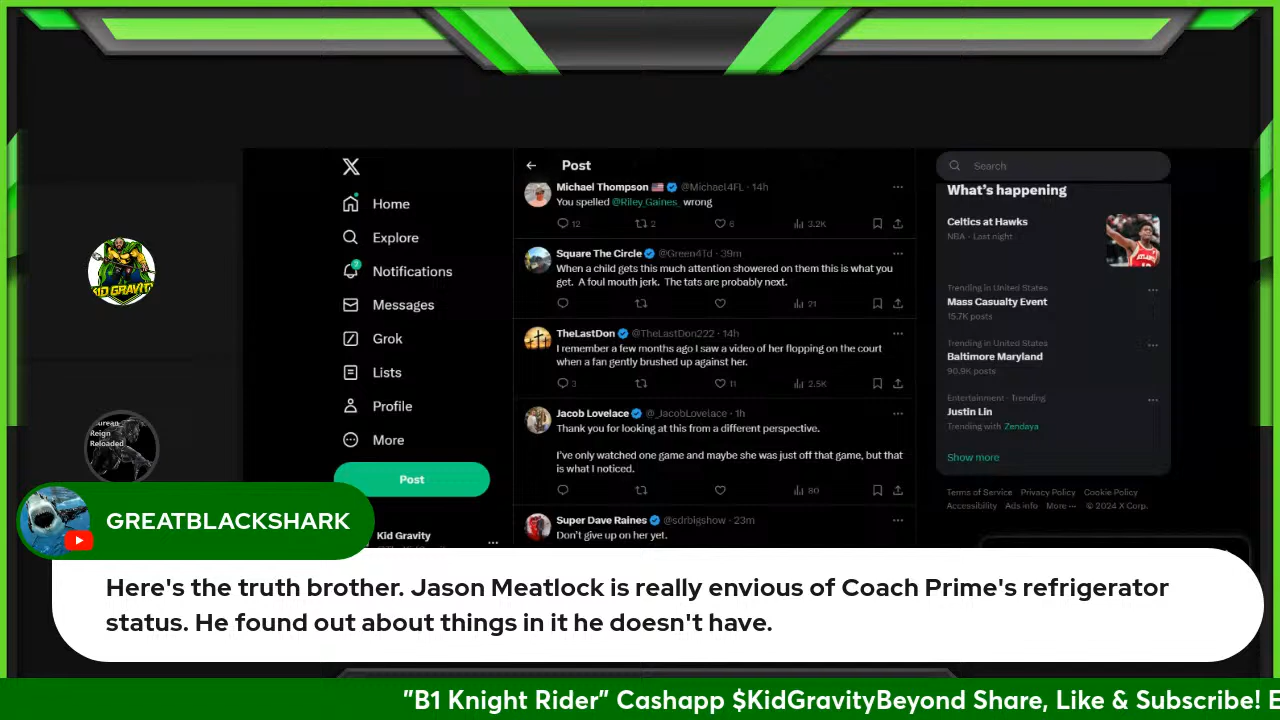 X
Home
Explore
2
Notifications
Messages
Grok
Lists
Profile
More
Post
Kid Gravity
KID GRAVITY
Reign
Reloaded
Post
Michael Thompson @Michael4FL · 14h
You spelled @Riley_Gaines_ wrong
12 2 6 3.2K
Square The Circle @Green4Td · 39m
When a child gets this much attention showered on them this is what you
get. A foul mouth jerk. The tats are probably next.
21
TheLastDon @TheLastDon222 · 14h
I remember a few months ago I saw a video of her flopping on the court
when a fan gently brushed up against her.
3 11 2.5K
Jacob Lovelace @_JacobLovelace · 1h
Thank you for looking at this from a different perspective.
I've only watched one game and maybe she was just off that game, but that
is what I noticed.
80
Super Dave Raines @sdrbigshow · 23m
Don't give up on her yet.
Search
What's happening
Celtics at Hawks
NBA · Last night
Trending in United States
Mass Casualty Event
15.7K posts
Trending in United States
Baltimore Maryland
90.9K posts
Entertainment · Trending
Justin Lin
Trending with Zendaya
Show more
Terms of Service Privacy Policy Cookie Policy
Accessibility Ads info More ··· © 2024 X Corp.
GREATBLACKSHARK
Here's the truth brother. Jason Meatlock is really envious of Coach Prime's refrigerator
status. He found out about things in it he doesn't have.
"B1 Knight Rider" Cashapp $KidGravityBeyond Share, Like & Subscribe! E